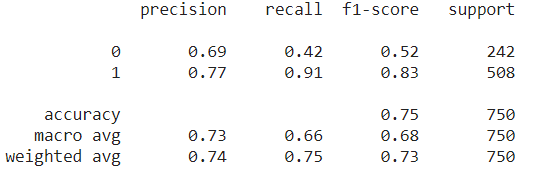 precision recall f1-score support
0 0.69 0.42 0.52 242
1 0.77 0.91 0.83 508
accuracy 0.75 750
macro avg 0.73 0.66 0.68 750
weighted avg 0.74 0.75 0.73 750